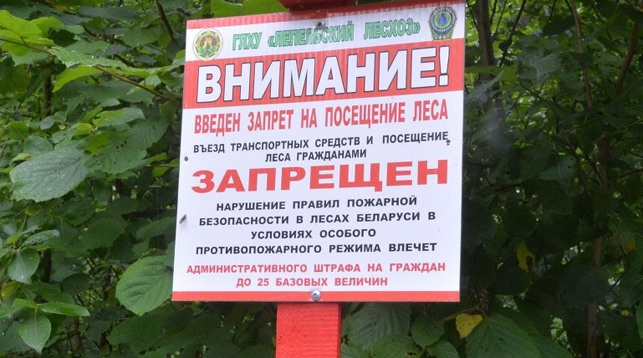 ГЛХУ «ЛЕПЕЛЬСКИЙ ЛЕСХОЗ»
ВНИМАНИЕ!
ВВЕДЕН ЗАПРЕТ НА ПОСЕЩЕНИЕ ЛЕСА
ВЪЕЗД ТРАНСПОРТНЫХ СРЕДСТВ И ПОСЕЩЕНИЕ
ЛЕСА ГРАЖДАНАМИ
ЗАПРЕЩЕН
НАРУШЕНИЕ ПРАВИЛ ПОЖАРНОЙ
БЕЗОПАСНОСТИ В ЛЕСАХ БЕЛАРУСИ В
УСЛОВИЯХ ОСОБОГО
ПРОТИВОПОЖАРНОГО РЕЖИМА ВЛЕЧЕТ
АДМИНИСТРАТИВНОГО ШТРАФА НА ГРАЖДАН
ДО 25 БАЗОВЫХ ВЕЛИЧИН